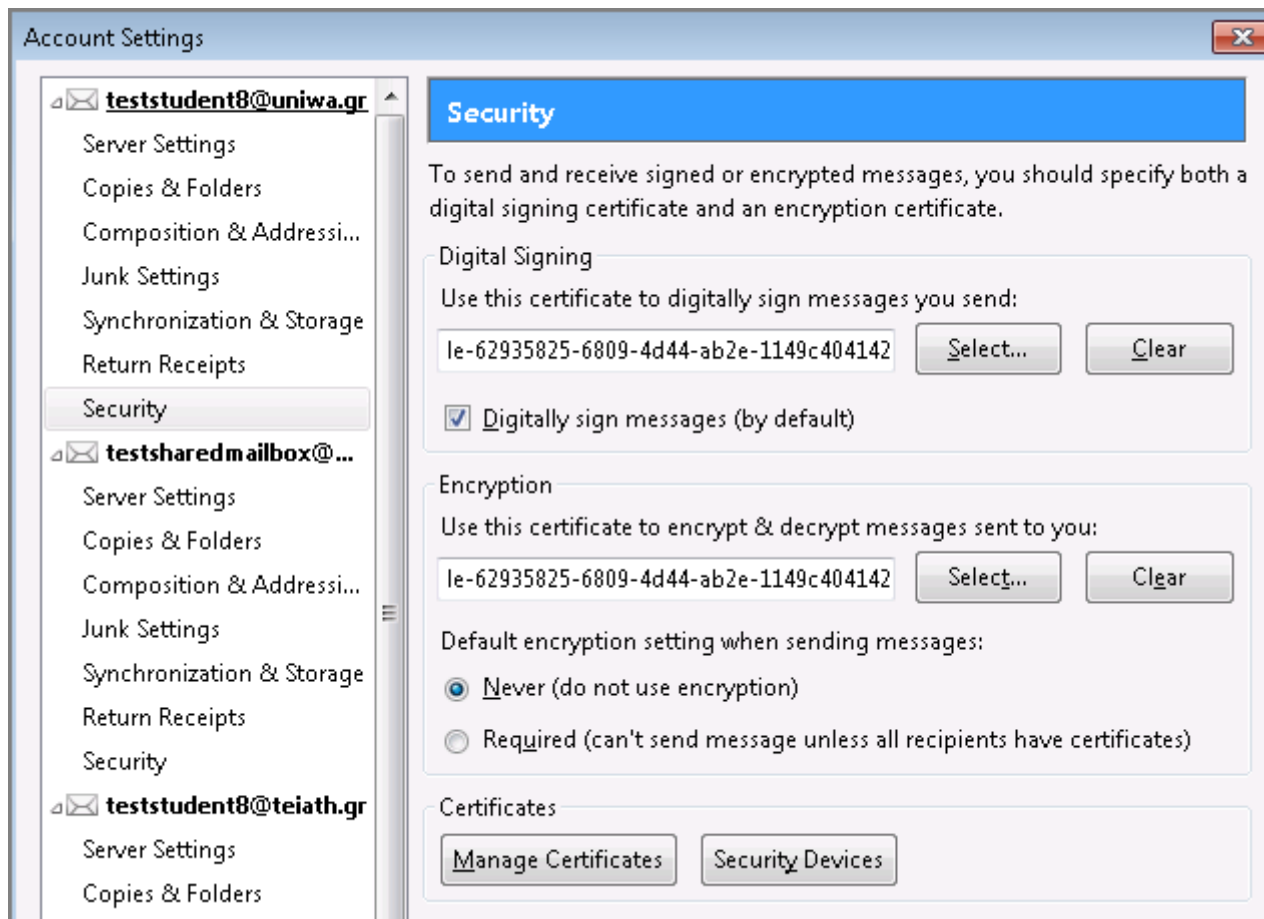 Account Settings
teststudent8@uniwa.gr
Server Settings
Copies & Folders
Composition & Addressi...
Junk Settings
Synchronization & Storage
Return Receipts
Security
testsharedmailbox@...
Server Settings
Copies & Folders
Composition & Addressi...
Junk Settings
Synchronization & Storage
Return Receipts
Security
teststudent8@teiath.gr
Server Settings
Copies & Folders
Security
To send and receive signed or encrypted messages, you should specify both a
digital signing certificate and an encryption certificate.
Digital Signing
Use this certificate to digitally sign messages you send:
le-62935825-6809-4d44-ab2e-1149c404142
Select...
Clear
Digitally sign messages (by default)
Encryption
Use this certificate to encrypt & decrypt messages sent to you:
le-62935825-6809-4d44-ab2e-1149c404142
Select...
Clear
Default encryption setting when sending messages:
Never (do not use encryption)
Required (can't send message unless all recipients have certificates)
Certificates
Manage Certificates
Security Devices